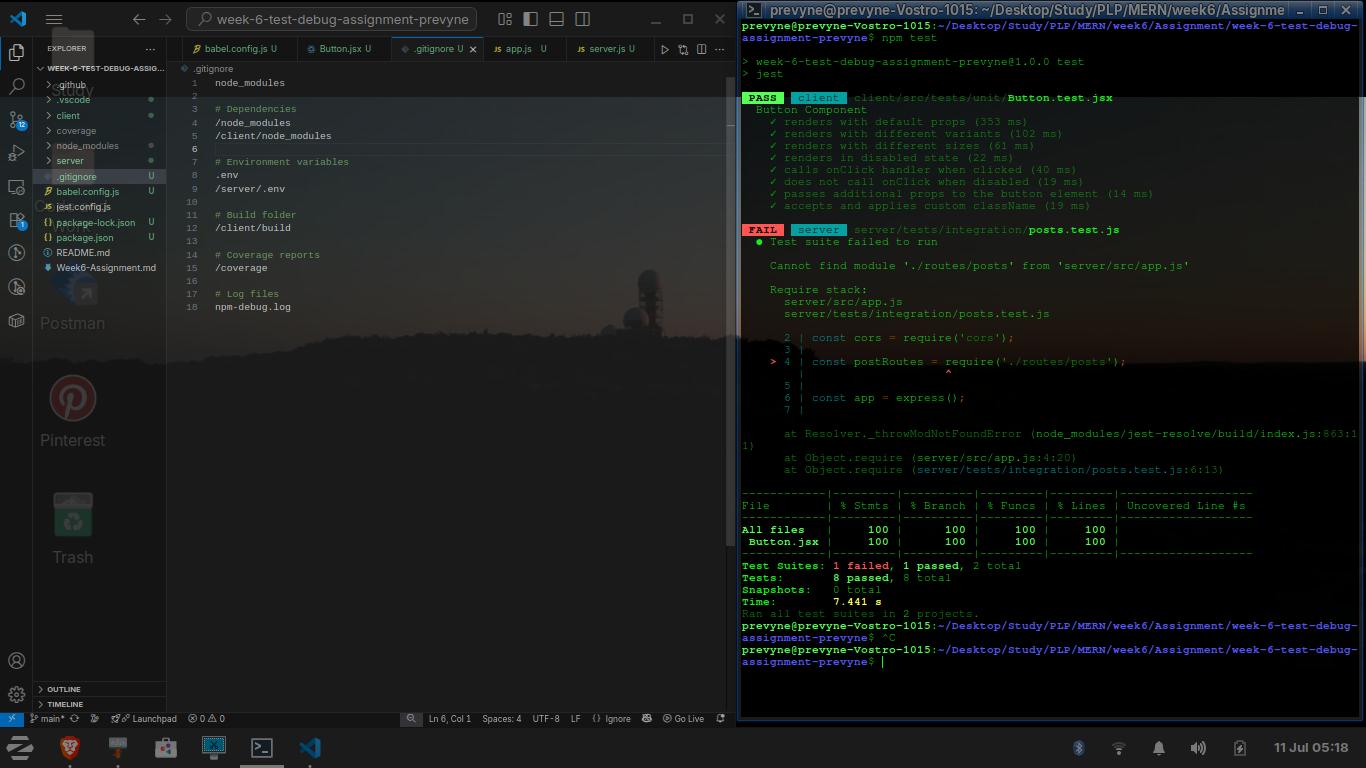 week-6-test-debug-assignment-prevyne
EXPLORER
WEEK-6-TEST-DEBUG-ASSIG...
.github
Study
.vscode
client
coverage
node_modules
server
.gitignore U
babel.config.js U
jest.config.js
package-lock.json U
package.json U
README.md
Week6-Assignment.md
Postman
Pinterest
Trash
OUTLINE
TIMELINE
12
1
babel.config.js U
Button.jsx U
.gitignore U
app.js U
server.js U
.gitignore
1 node_modules
2
3 # Dependencies
4 /node_modules
5 /client/node_modules
6
7 # Environment variables
8 .env
9 /server/.env
10
11 # Build folder
12 /client/build
13
14 # Coverage reports
15 /coverage
16
17 # Log files
18 npm-debug.log
main* Launchpad 0 0 Ln 6, Col 1 Spaces: 4 UTF-8 LF {} Ignore Go Live
prevyne@prevyne-Vostro-1015: ~/Desktop/Study/PLP/MERN/week6/Assignme
prevyne@prevyne-Vostro-1015:~/Desktop/Study/PLP/MERN/week6/Assignment/week-6-test-debug-
assignment-prevyne$ npm test
> week-6-test-debug-assignment-prevyne@1.0.0 test
> jest
PASS client client/src/tests/unit/Button.test.jsx
Button Component
✓ renders with default props (353 ms)
✓ renders with different variants (102 ms)
✓ renders with different sizes (61 ms)
✓ renders in disabled state (22 ms)
✓ calls onClick handler when clicked (40 ms)
✓ does not call onClick when disabled (19 ms)
✓ passes additional props to the button element (14 ms)
✓ accepts and applies custom className (19 ms)
FAIL server server/tests/integration/posts.test.js
● Test suite failed to run
Cannot find module './routes/posts' from 'server/src/app.js'
Require stack:
server/src/app.js
server/tests/integration/posts.test.js
2 | const cors = require('cors');
3 |
> 4 | const postRoutes = require('./routes/posts');
| ^
5 |
6 | const app = express();
7 |
at Resolver._throwModNotFoundError (node_modules/jest-resolve/build/index.js:863:1
1)
at Object.require (server/src/app.js:4:20)
at Object.require (server/tests/integration/posts.test.js:6:13)
------------|---------|----------|---------|---------|-------------------
File | % Stmts | % Branch | % Funcs | % Lines | Uncovered Line #s
------------|---------|----------|---------|---------|-------------------
All files | 100 | 100 | 100 | 100 |
Button.jsx | 100 | 100 | 100 | 100 |
------------|---------|----------|---------|---------|-------------------
Test Suites: 1 failed, 1 passed, 2 total
Tests: 8 passed, 8 total
Snapshots: 0 total
Time: 7.441 s
Ran all test suites in 2 projects.
prevyne@prevyne-Vostro-1015:~/Desktop/Study/PLP/MERN/week6/Assignment/week-6-test-debug-
assignment-prevyne$ ^C
prevyne@prevyne-Vostro-1015:~/Desktop/Study/PLP/MERN/week6/Assignment/week-6-test-debug-
assignment-prevyne$
11 Jul 05:18